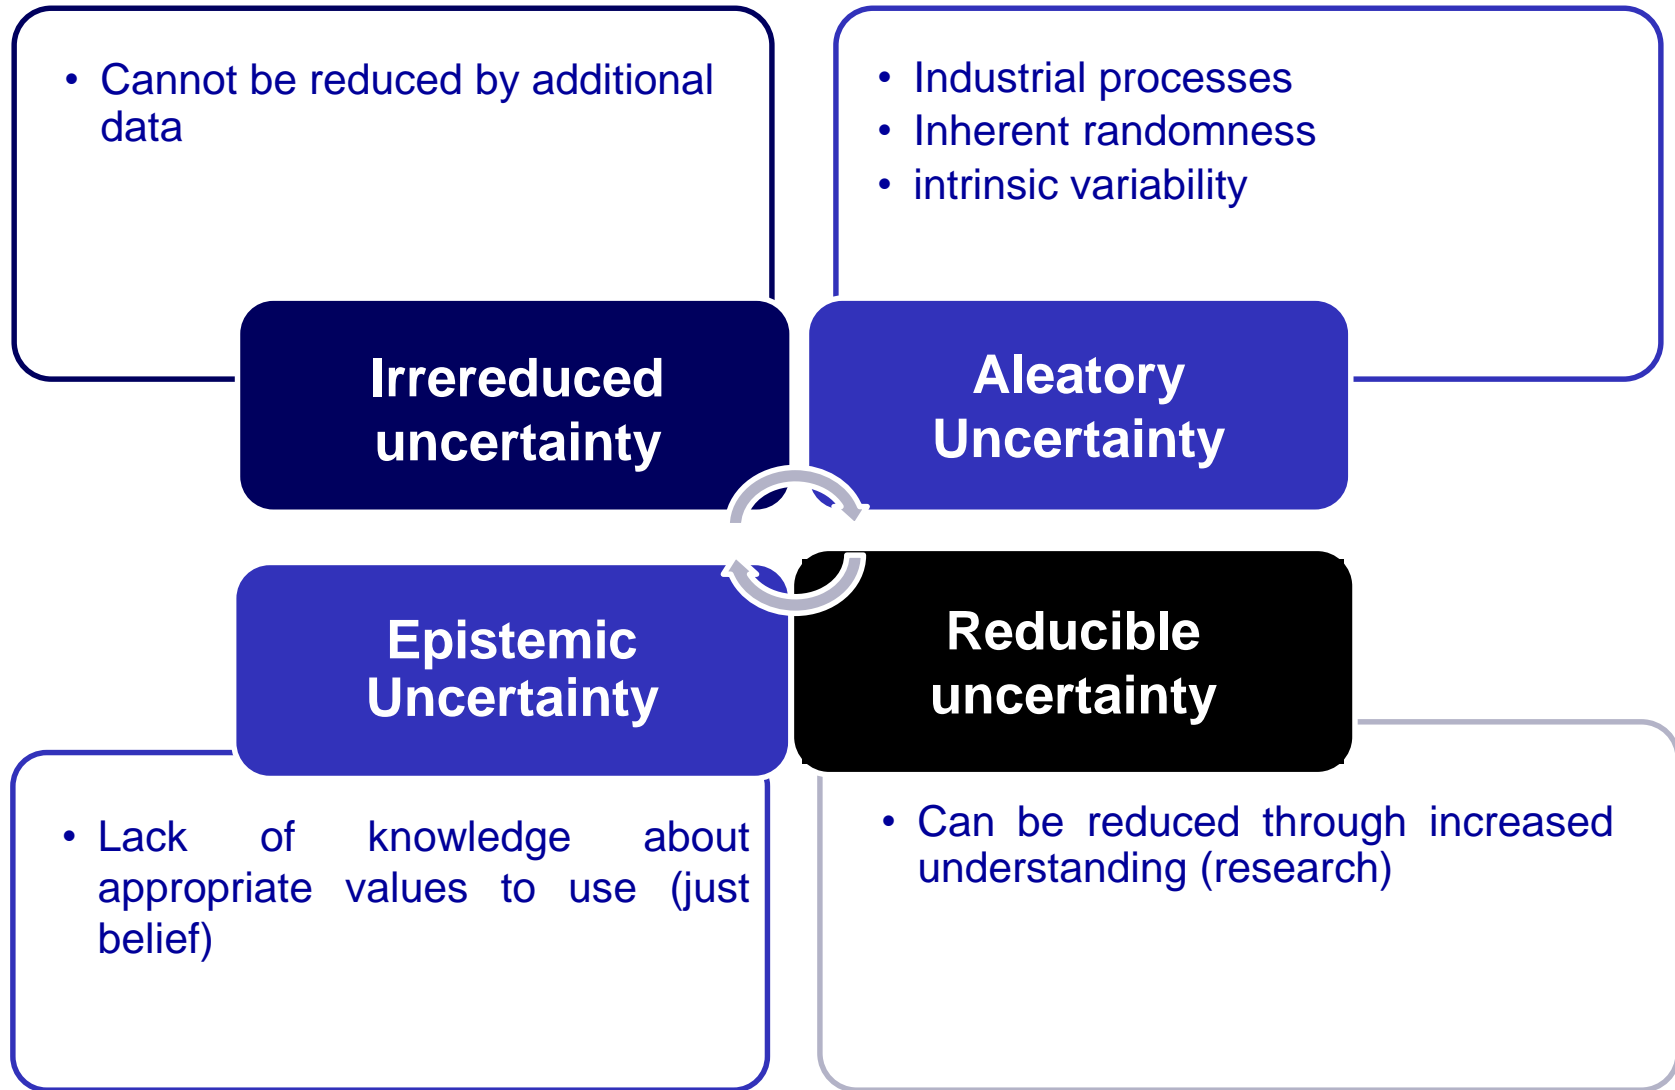 • Cannot be reduced by additional
data
• Industrial processes
• Inherent randomness
• intrinsic variability
Irrereduced
uncertainty
Aleatory
Uncertainty
Epistemic
Uncertainty
Reducible
uncertainty
• Lack of knowledge about
appropriate values to use (just
belief)
• Can be reduced through increased
understanding (research)